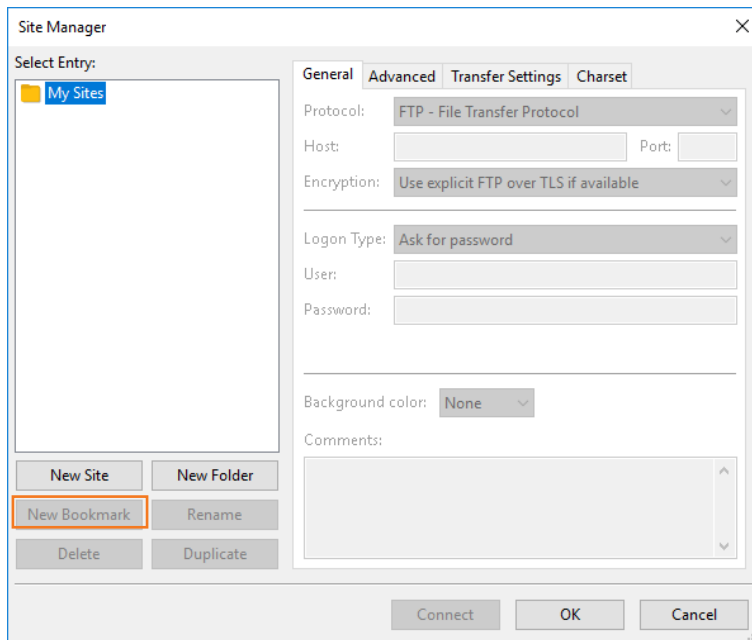 Site Manager
Select Entry:
My Sites
New Site
New Folder
New Bookmark
Rename
Delete
Duplicate
General
Advanced
Transfer Settings
Charset
Protocol:
FTP - File Transfer Protocol
Host:
Port:
Encryption:
Use explicit FTP over TLS if available
Logon Type:
Ask for password
User:
Password:
Background color:
None
Comments:
Connect
OK
Cancel